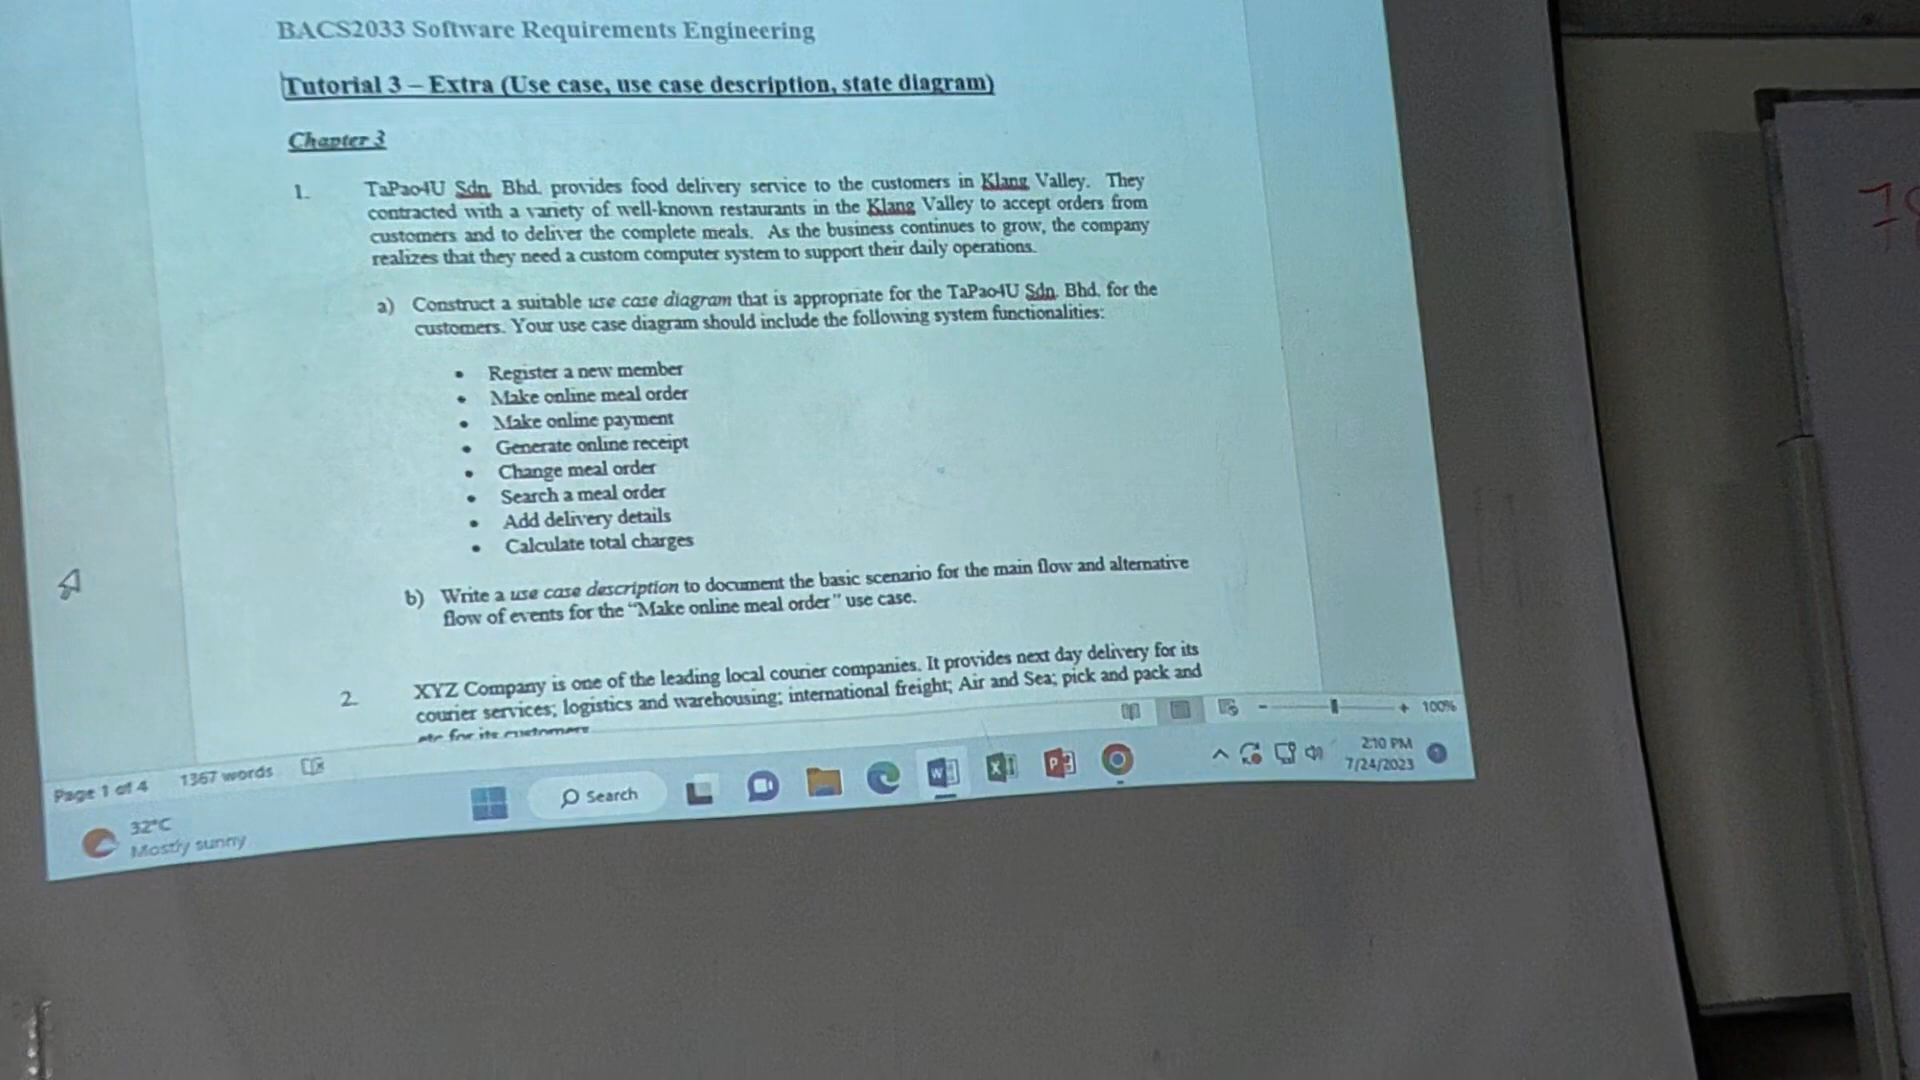 BACS2033 Software Requirements Engineering
Tutorial 3 – Extra (Use case, use case description, state diagram)
Chapter 3
1. TaPao4U Sdn. Bhd. provides food delivery service to the customers in Klang Valley. They
contracted with a variety of well-known restaurants in the Klang Valley to accept orders from
customers and to deliver the complete meals. As the business continues to grow, the company
realizes that they need a custom computer system to support their daily operations.
a) Construct a suitable use case diagram that is appropriate for the TaPao4U Sdn. Bhd. for the
customers. Your use case diagram should include the following system functionalities:
• Register a new member
• Make online meal order
• Make online payment
• Generate online receipt
• Change meal order
• Search a meal order
• Add delivery details
• Calculate total charges
b) Write a use case description to document the basic scenario for the main flow and alternative
flow of events for the “Make online meal order” use case.
2. XYZ Company is one of the leading local courier companies. It provides next day delivery for its
courier services; logistics and warehousing; international freight; Air and Sea; pick and pack and
etc for its customers
Page 1 of 4 1367 words
100%
32°C
Mostly sunny
Search
2:10 PM
7/24/2023